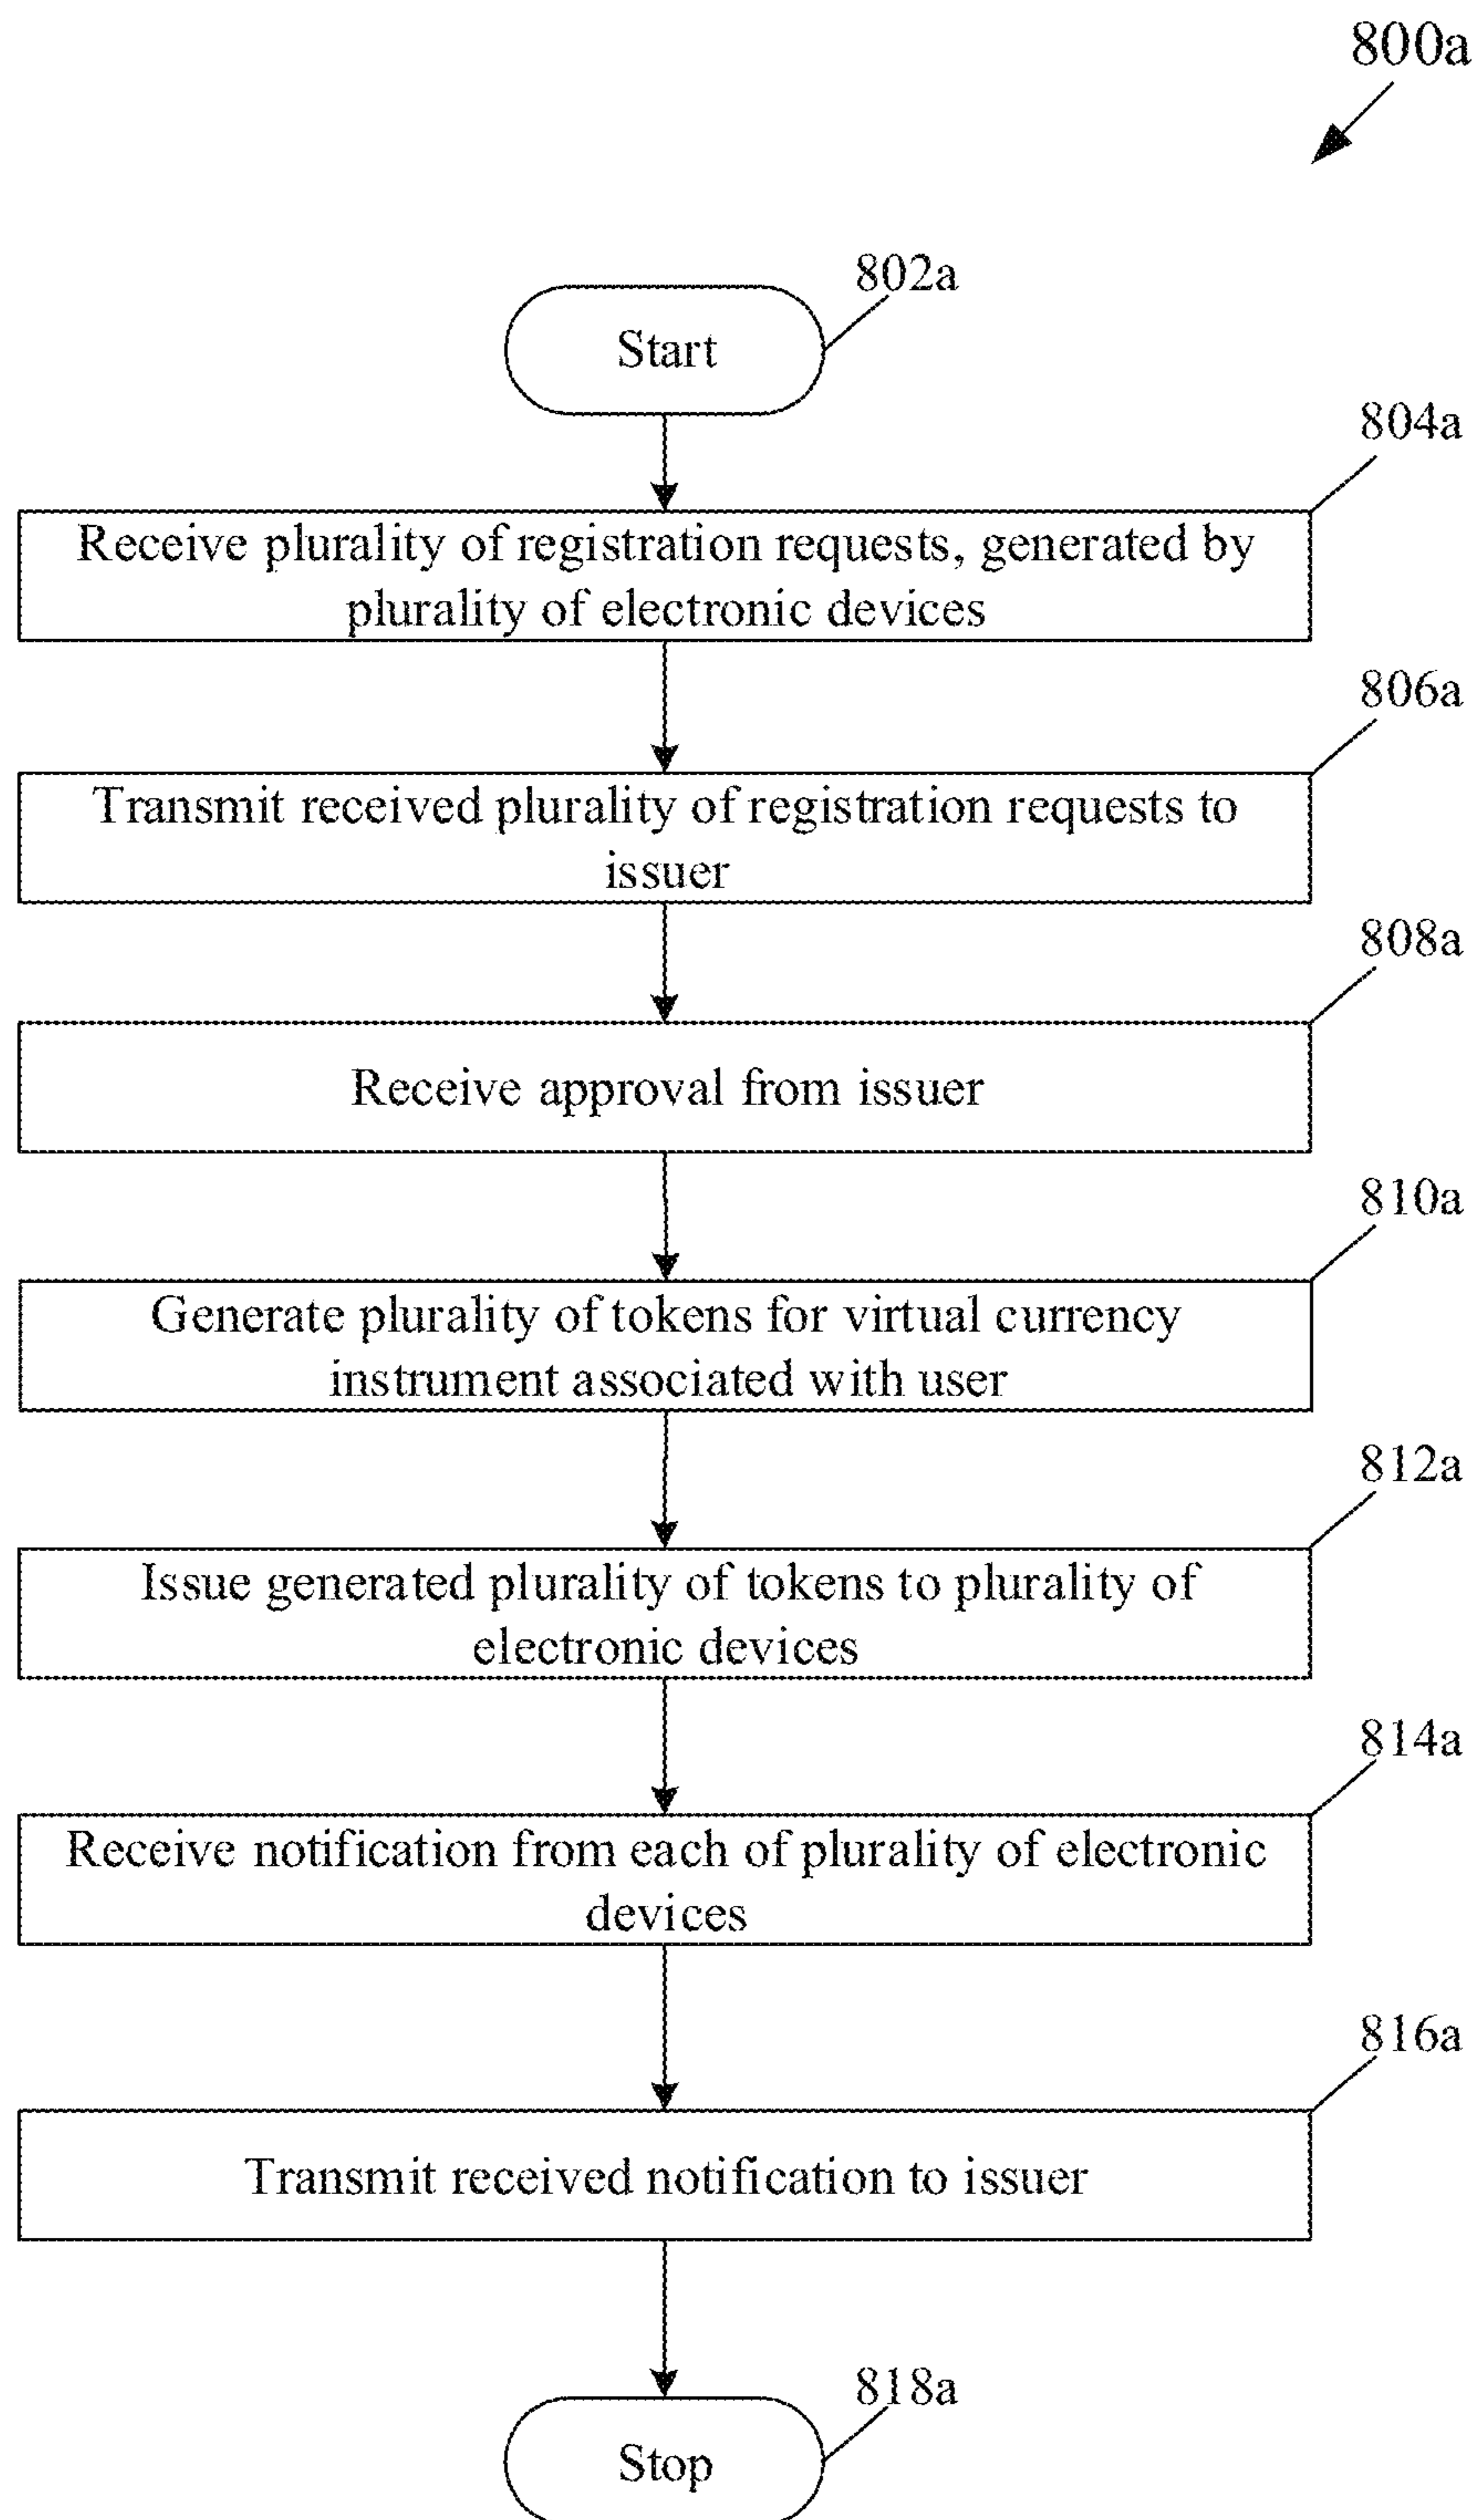 800a
802a
Start
804a
Receive plurality of registration requests, generated by
plurality of electronic devices
806a
Transmit received plurality of registration requests to
issuer
808a
Receive approval from issuer
810a
Generate plurality of tokens for virtual currency
instrument associated with user
812a
Issue generated plurality of tokens to plurality of
electronic devices
814a
Receive notification from each of plurality of electronic
devices
816a
Transmit received notification to issuer
818a
Stop